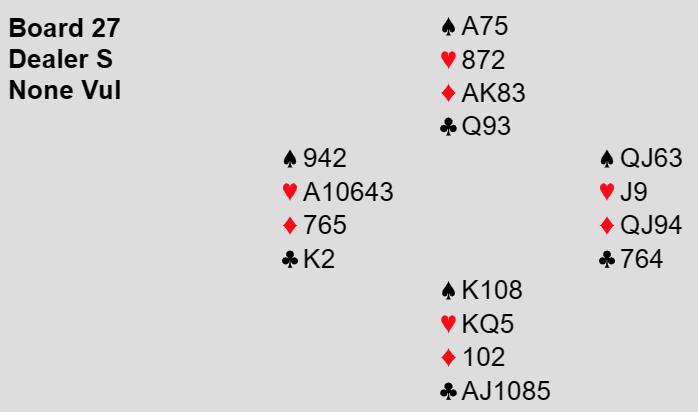 Board 27
Dealer S
None Vul
♠ A75
♥ 872
♦ AK83
♣ Q93
♠ 942
♥ A10643
♦ 765
♣ K2
♠ QJ63
♥ J9
♦ QJ94
♣ 764
♠ K108
♥ KQ5
♦ 102
♣ AJ1085